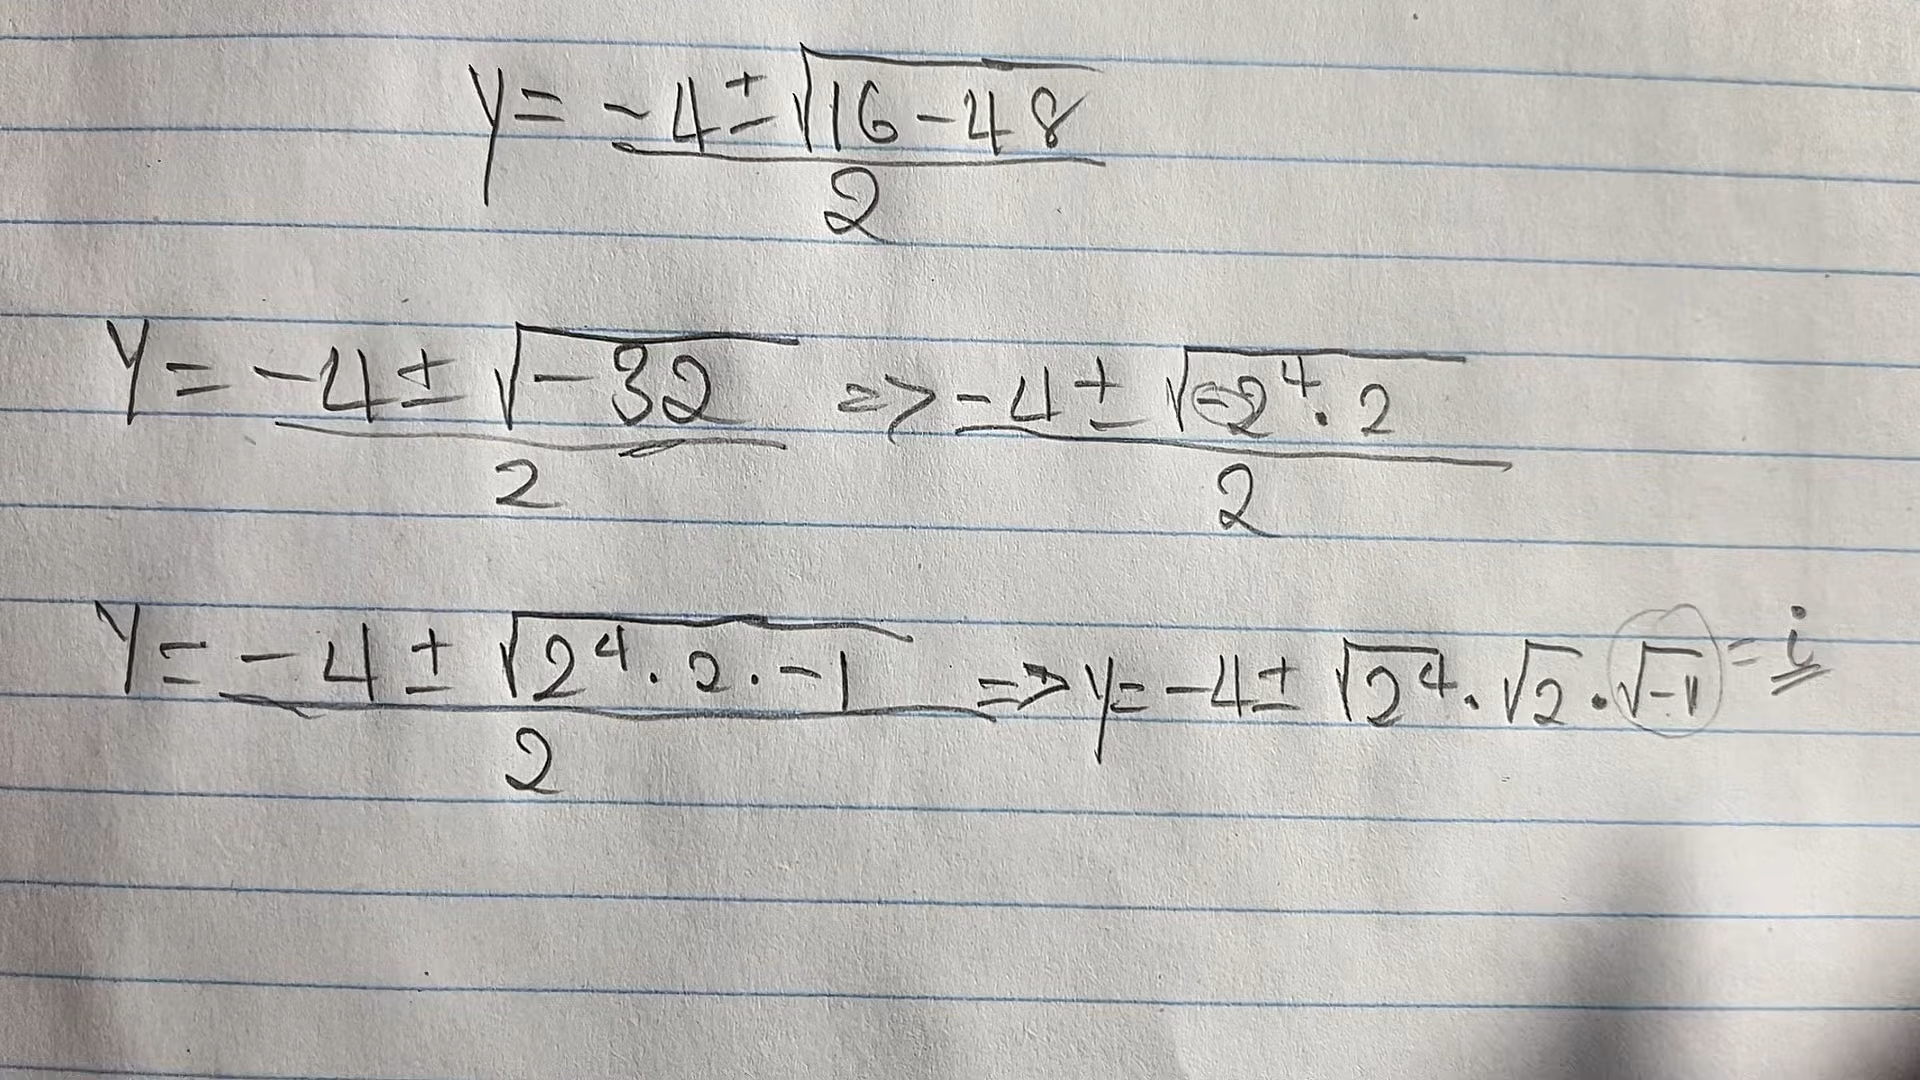 y = (-4 ± √(16 - 48)) / 2
y = (-4 ± √(-32)) / 2 => (-4 ± √(-2⁴ · 2)) / 2
y = (-4 ± √(2⁴ · 2 · -1)) / 2 => y = -4 ± √2⁴ · √2 · √-1 = i